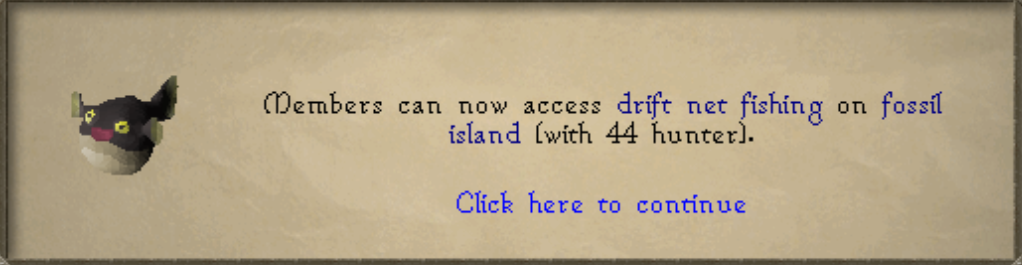 Members can now access drift net fishing on fossil
island (with 44 hunter).
Click here to continue